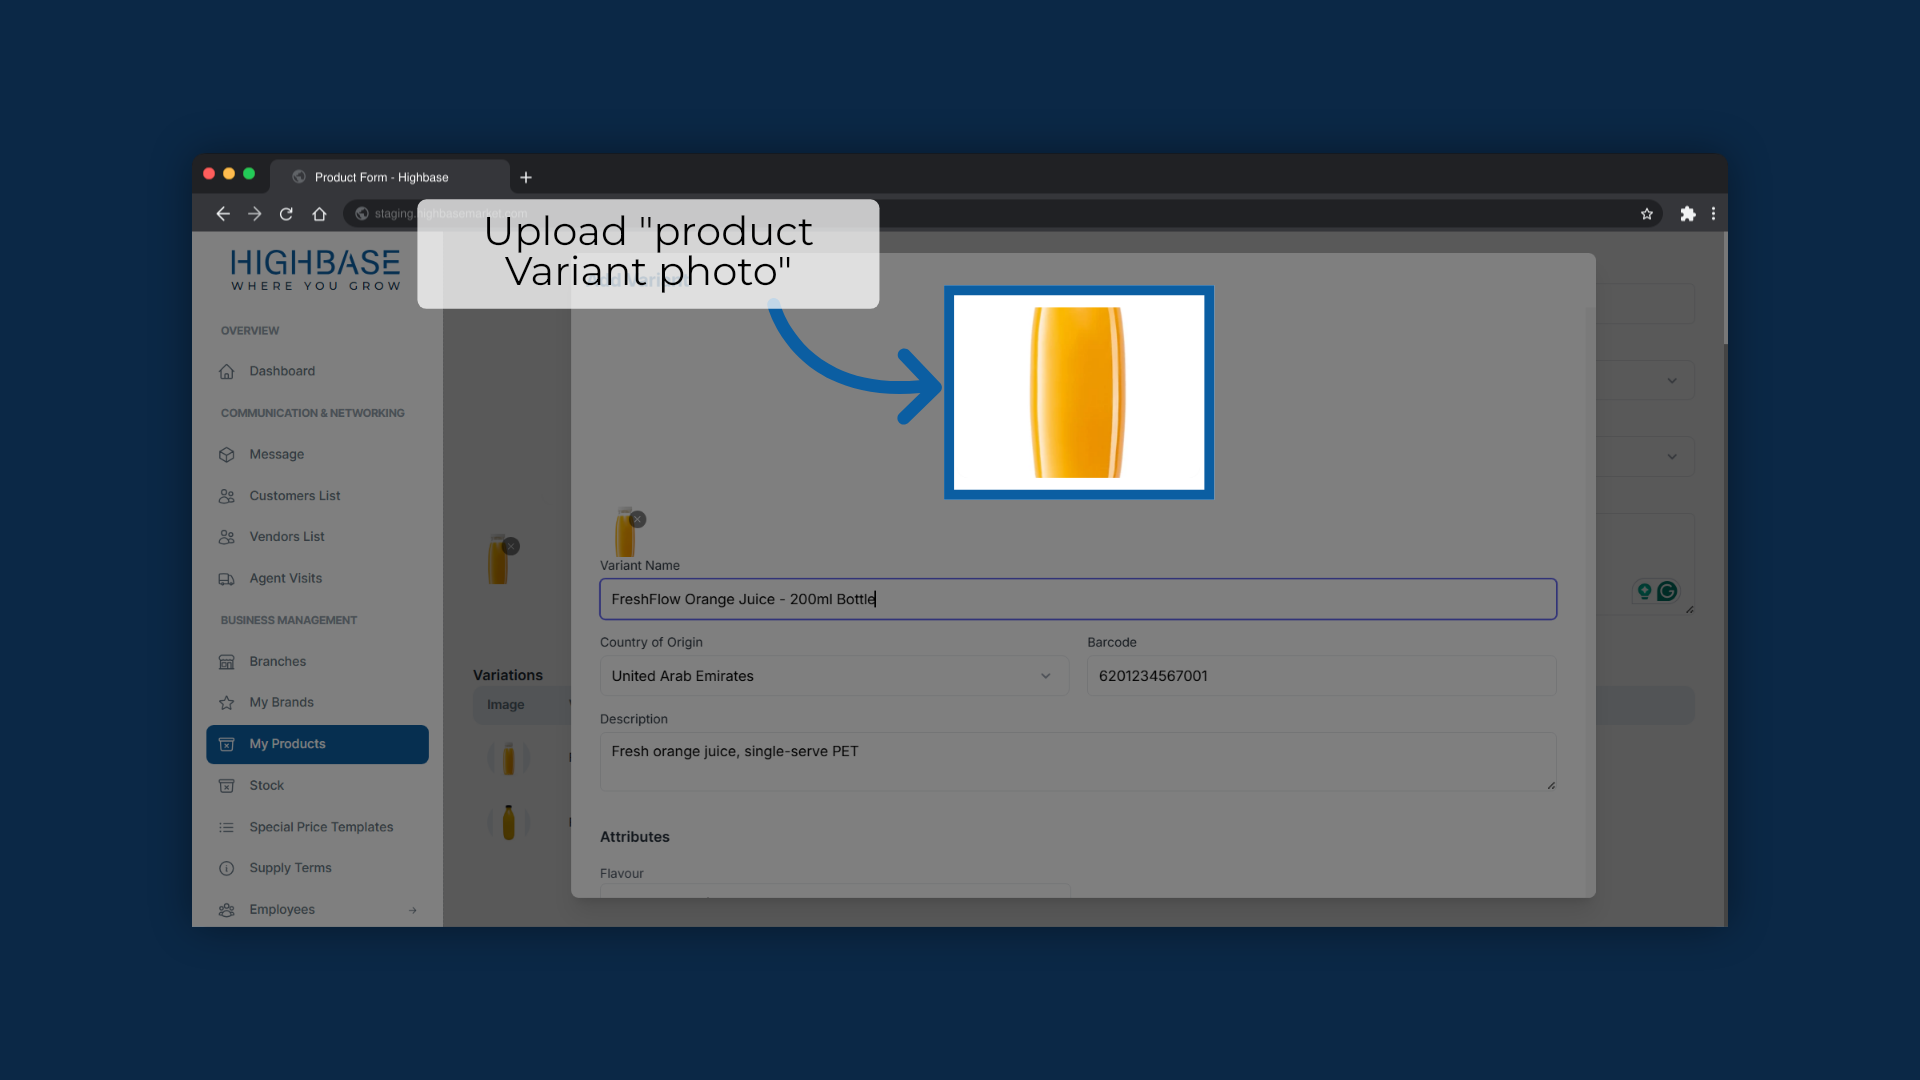 Product Form - Highbase
staging.highbasemarket.com
Upload "product
Variant photo"
Add Variant
HIGHBASE
WHERE YOU GROW
OVERVIEW
Dashboard
COMMUNICATION & NETWORKING
Message
Customers List
Vendors List
Agent Visits
BUSINESS MANAGEMENT
Branches
My Brands
My Products
Stock
Special Price Templates
Supply Terms
Employees
Variations
Image
Variant Name
FreshFlow Orange Juice - 200ml Bottle
Country of Origin
Barcode
United Arab Emirates
6201234567001
Description
Fresh orange juice, single-serve PET
Attributes
Flavour